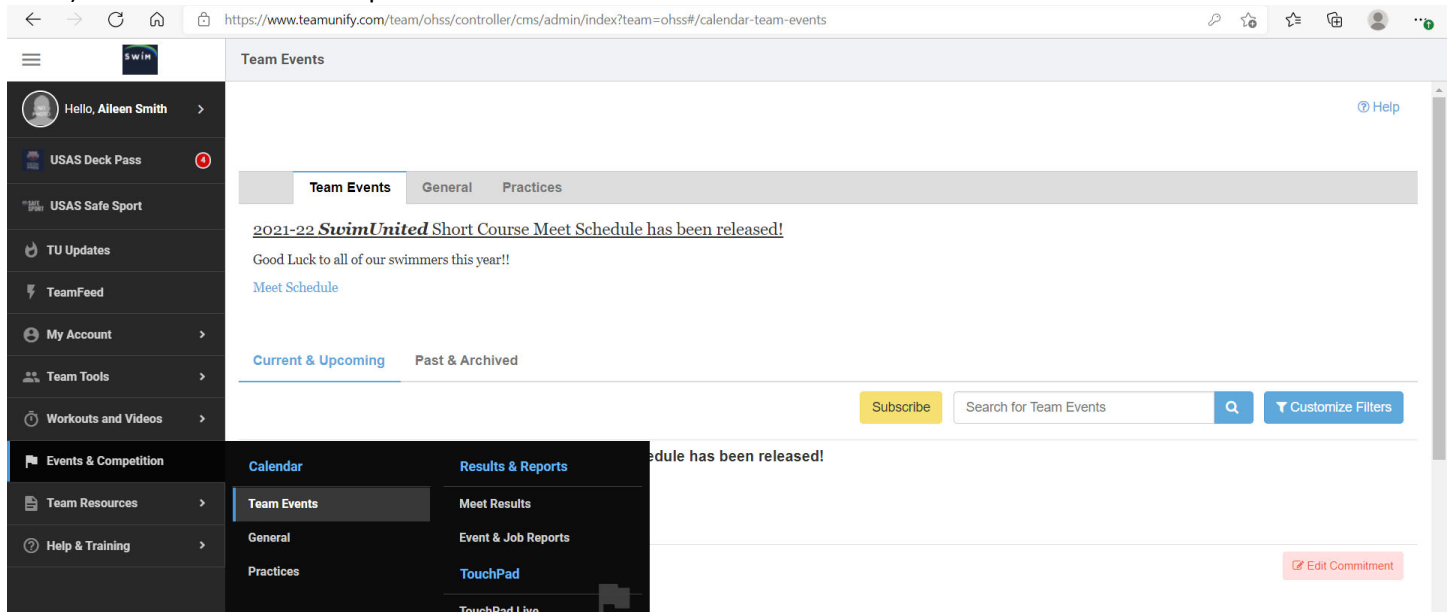 https://www.teamunify.com/team/ohss/controller/cms/admin/index?team=ohss#/calendar-team-events
swim
Team Events
Hello, Aileen Smith
Help
USAS Deck Pass
4
USAS Safe Sport
TU Updates
TeamFeed
My Account
Team Tools
Workouts and Videos
Events & Competition
Team Resources
Help & Training
Team Events General Practices
2021-22 SwimUnited Short Course Meet Schedule has been released!
Good Luck to all of our swimmers this year!!
Meet Schedule
Current & Upcoming Past & Archived
Subscribe Search for Team Events Customize Filters
edule has been released!
Calendar
Team Events
General
Practices
Results & Reports
Meet Results
Event & Job Reports
TouchPad
TouchPad Live
Edit Commitment